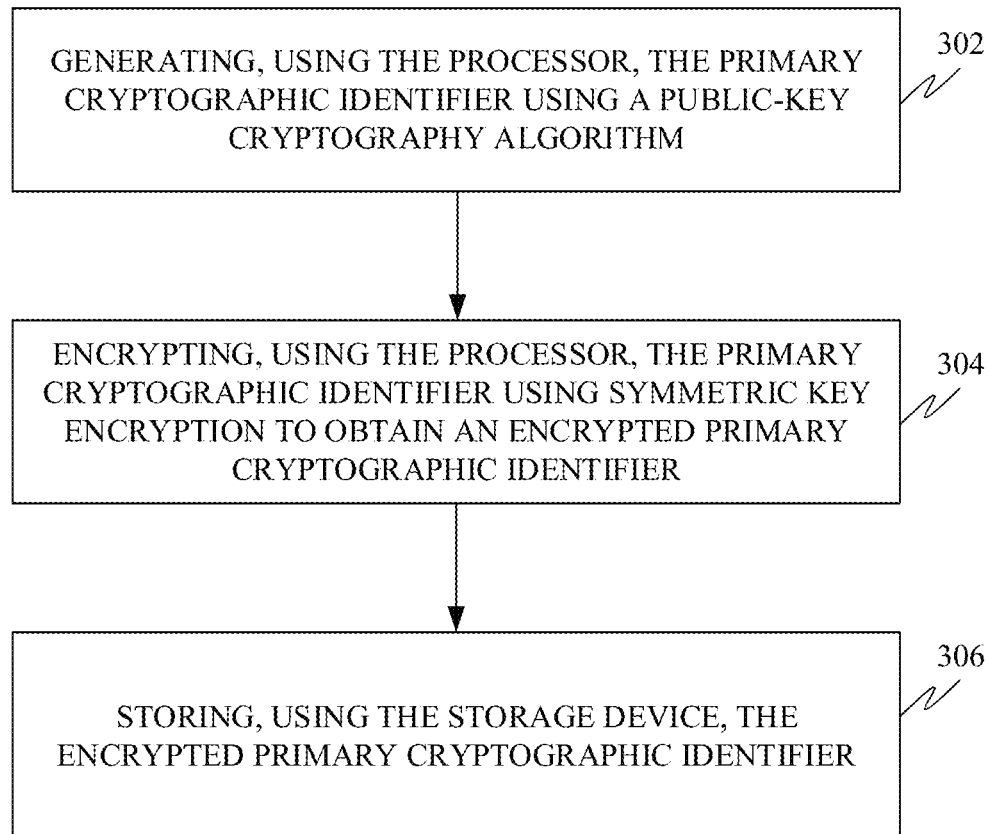 GENERATING, USING THE PROCESSOR, THE PRIMARY
CRYPTOGRAPHIC IDENTIFIER USING A PUBLIC-KEY
CRYPTOGRAPHY ALGORITHM
302
ENCRYPTING, USING THE PROCESSOR, THE PRIMARY
CRYPTOGRAPHIC IDENTIFIER USING SYMMETRIC KEY
ENCRYPTION TO OBTAIN AN ENCRYPTED PRIMARY
CRYPTOGRAPHIC IDENTIFIER
304
STORING, USING THE STORAGE DEVICE, THE
ENCRYPTED PRIMARY CRYPTOGRAPHIC IDENTIFIER
306